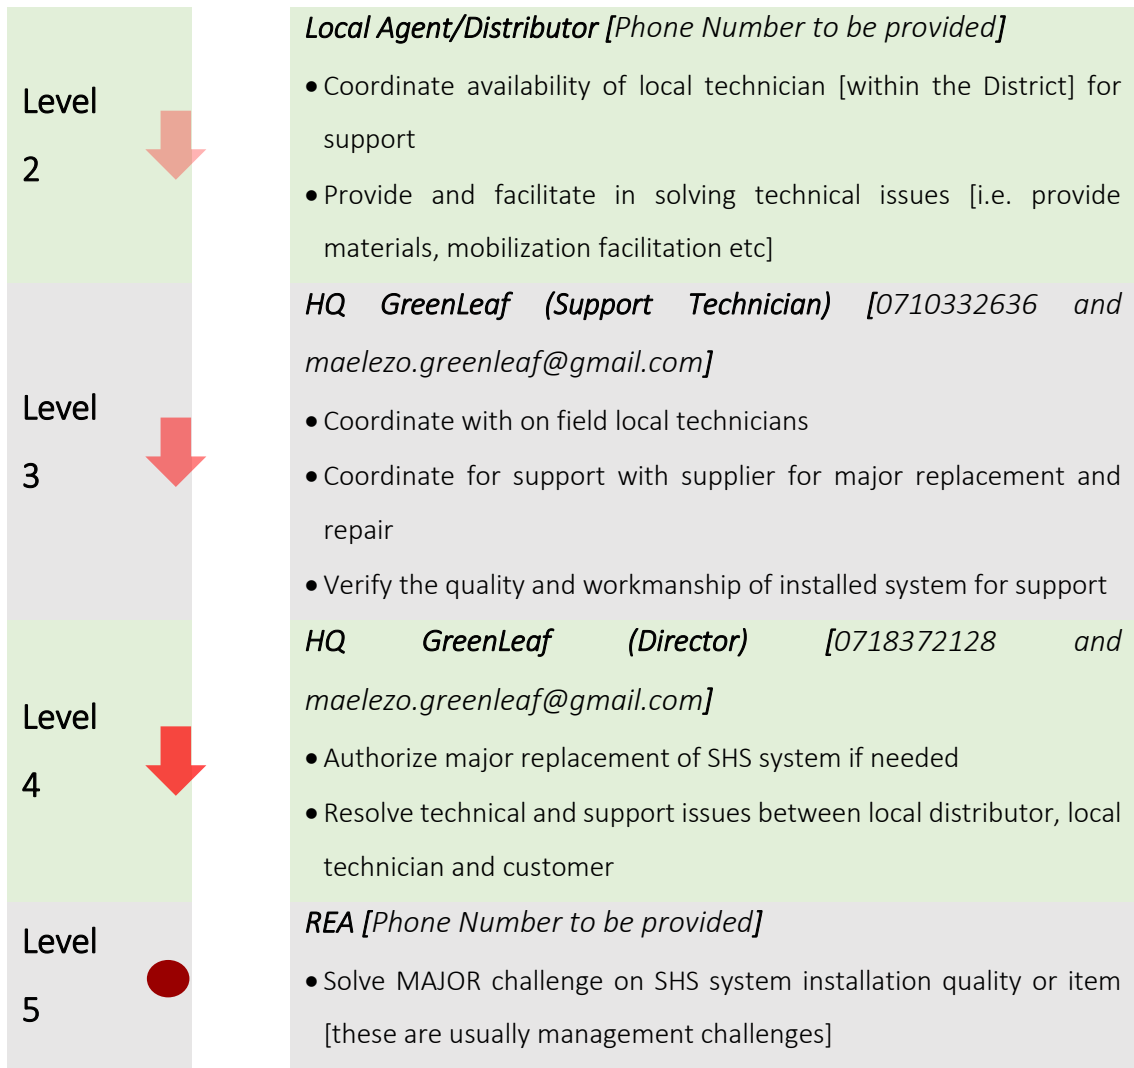 Level
2
Local Agent/Distributor [Phone Number to be provided]
• Coordinate availability of local technician [within the District] for
support
• Provide and facilitate in solving technical issues [i.e. provide
materials, mobilization facilitation etc]
Level
3
HQ GreenLeaf (Support Technician) [0710332636 and
maelezo.greenleaf@gmail.com]
• Coordinate with on field local technicians
• Coordinate for support with supplier for major replacement and
repair
• Verify the quality and workmanship of installed system for support
Level
4
HQ GreenLeaf (Director) [0718372128 and
maelezo.greenleaf@gmail.com]
• Authorize major replacement of SHS system if needed
• Resolve technical and support issues between local distributor, local
technician and customer
Level
5
REA [Phone Number to be provided]
• Solve MAJOR challenge on SHS system installation quality or item
[these are usually management challenges]